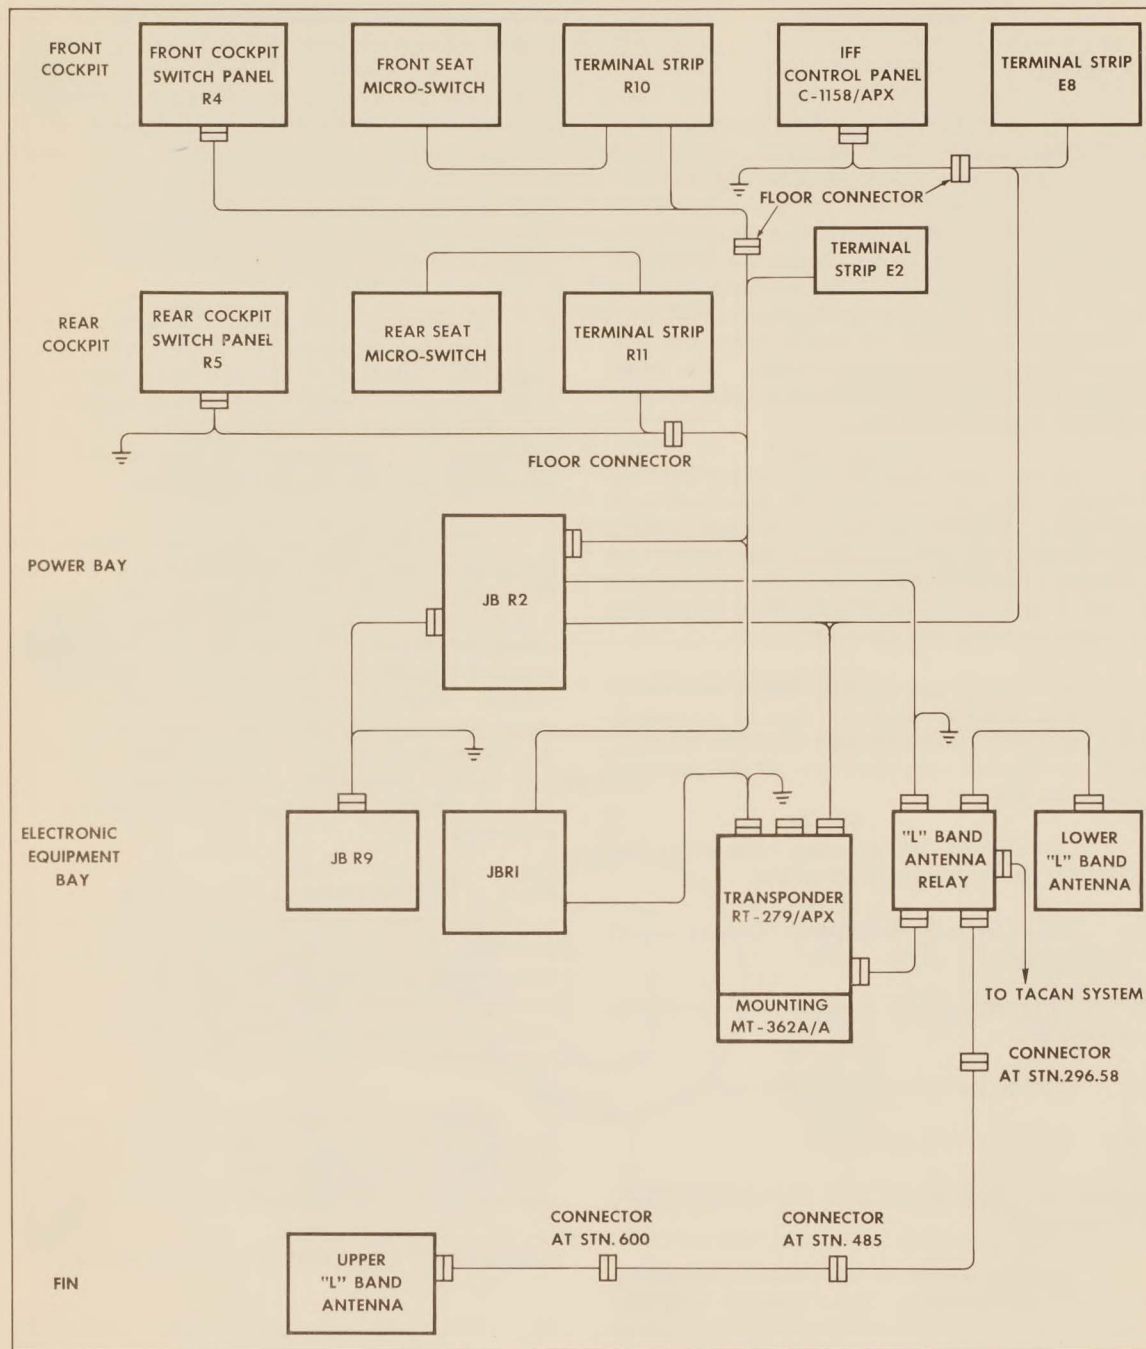 FRONT
COCKPIT
FRONT COCKPIT
SWITCH PANEL
R4
FRONT SEAT
MICRO-SWITCH
TERMINAL STRIP
R10
IFF
CONTROL PANEL
C-1158/APX
TERMINAL STRIP
E8
FLOOR CONNECTOR
TERMINAL
STRIP E2
REAR
COCKPIT
REAR COCKPIT
SWITCH PANEL
R5
REAR SEAT
MICRO-SWITCH
TERMINAL STRIP
R11
FLOOR CONNECTOR
POWER BAY
JB R2
ELECTRONIC
EQUIPMENT
BAY
JB R9
JBR1
TRANSPONDER
RT-279/APX
MOUNTING
MT-362A/A
"L" BAND
ANTENNA
RELAY
LOWER
"L" BAND
ANTENNA
TO TACAN SYSTEM
CONNECTOR
AT STN.296.58
CONNECTOR
AT STN. 600
CONNECTOR
AT STN. 485
FIN
UPPER
"L" BAND
ANTENNA